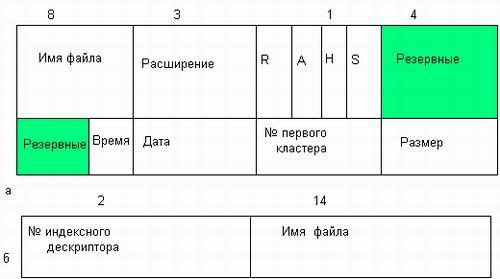 8 3 1 4
Имя файла Расширение R A H S Резервные
Резервные Время Дата № первого кластера Размер
а
2 14
№ индексного дескриптора Имя файла
б